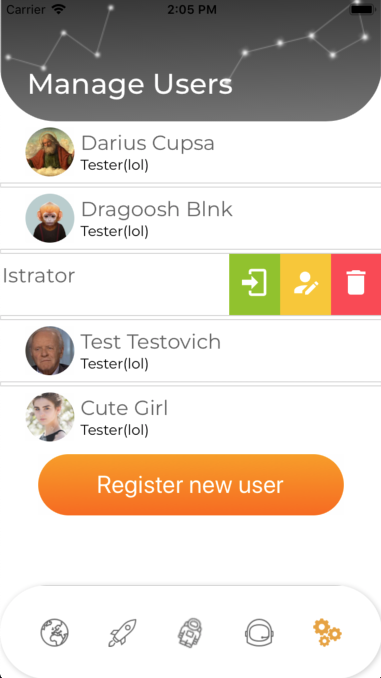 Carrier 2:05 PM
Manage Users
Darius Cupsa
Tester(lol)
Dragoosh Blnk
Tester(lol)
Istrator
Test Testovich
Tester(lol)
Cute Girl
Tester(lol)
Register new user